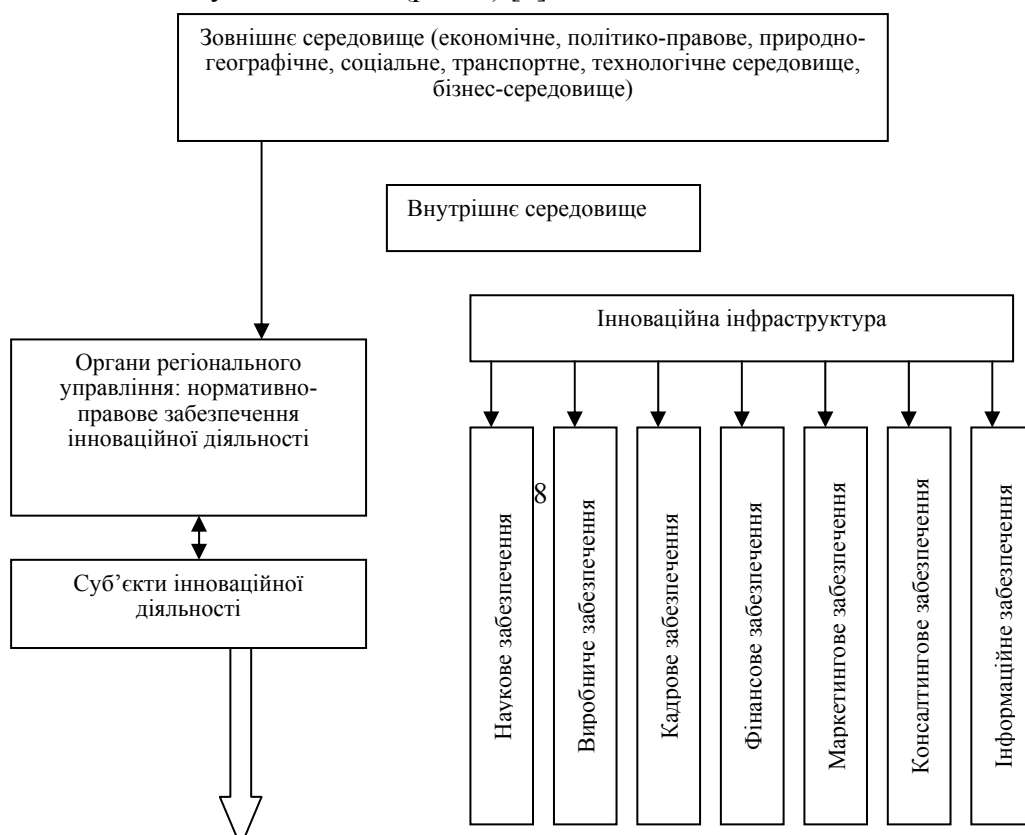 Зовнішнє середовище (економічне, політико-правове, природно-
географічне, соціальне, транспортне, технологічне середовище,
бізнес-середовище)
Внутрішнє середовище
Інноваційна інфраструктура
Органи регіонального
управління: нормативно-
правове забезпечення
інноваційної діяльності
Суб’єкти інноваційної
діяльності
Наукове забезпечення
8
Виробниче забезпечення
Кадрове забезпечення
Фінансове забезпечення
Маркетингове забезпечення
Консалтингове забезпечення
Інформаційне забезпечення